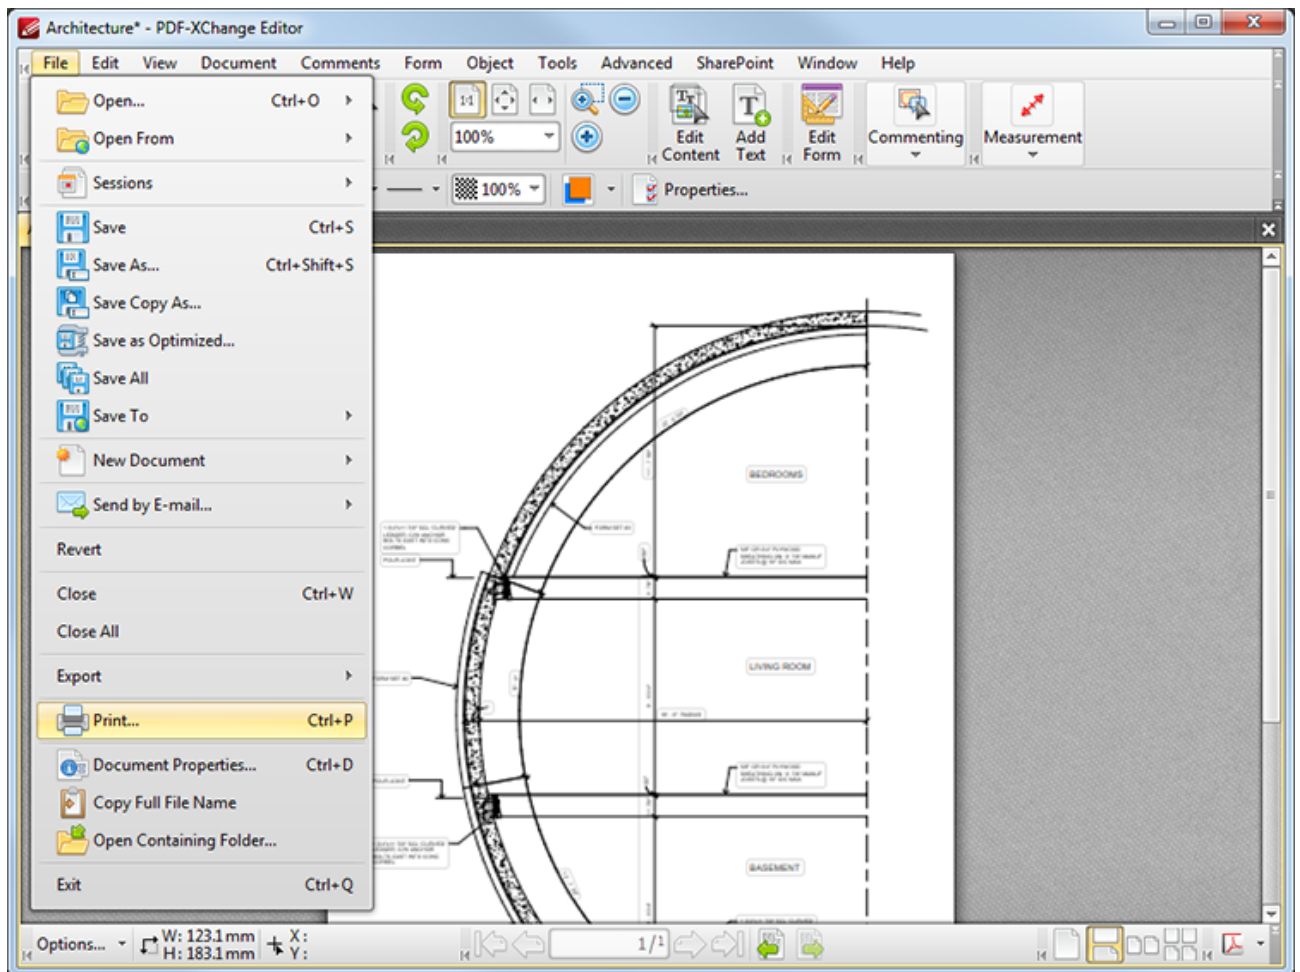 Architecture* - PDF-XChange Editor
File Edit View Document Comments Form Object Tools Advanced SharePoint Window Help
Open... Ctrl+O
Open From
Sessions
Save Ctrl+S
Save As... Ctrl+Shift+S
Save Copy As...
Save as Optimized...
Save All
Save To
New Document
Send by E-mail...
Revert
Close Ctrl+W
Close All
Export
Print... Ctrl+P
Document Properties... Ctrl+D
Copy Full File Name
Open Containing Folder...
Exit Ctrl+Q
1:1
100%
Edit Content
Add Text
Edit Form
Commenting
Measurement
100%
Properties...
BEDROOMS
LIVING ROOM
BASEMENT
Options...
W: 123.1 mm
H: 183.1 mm
X:
Y:
1/1